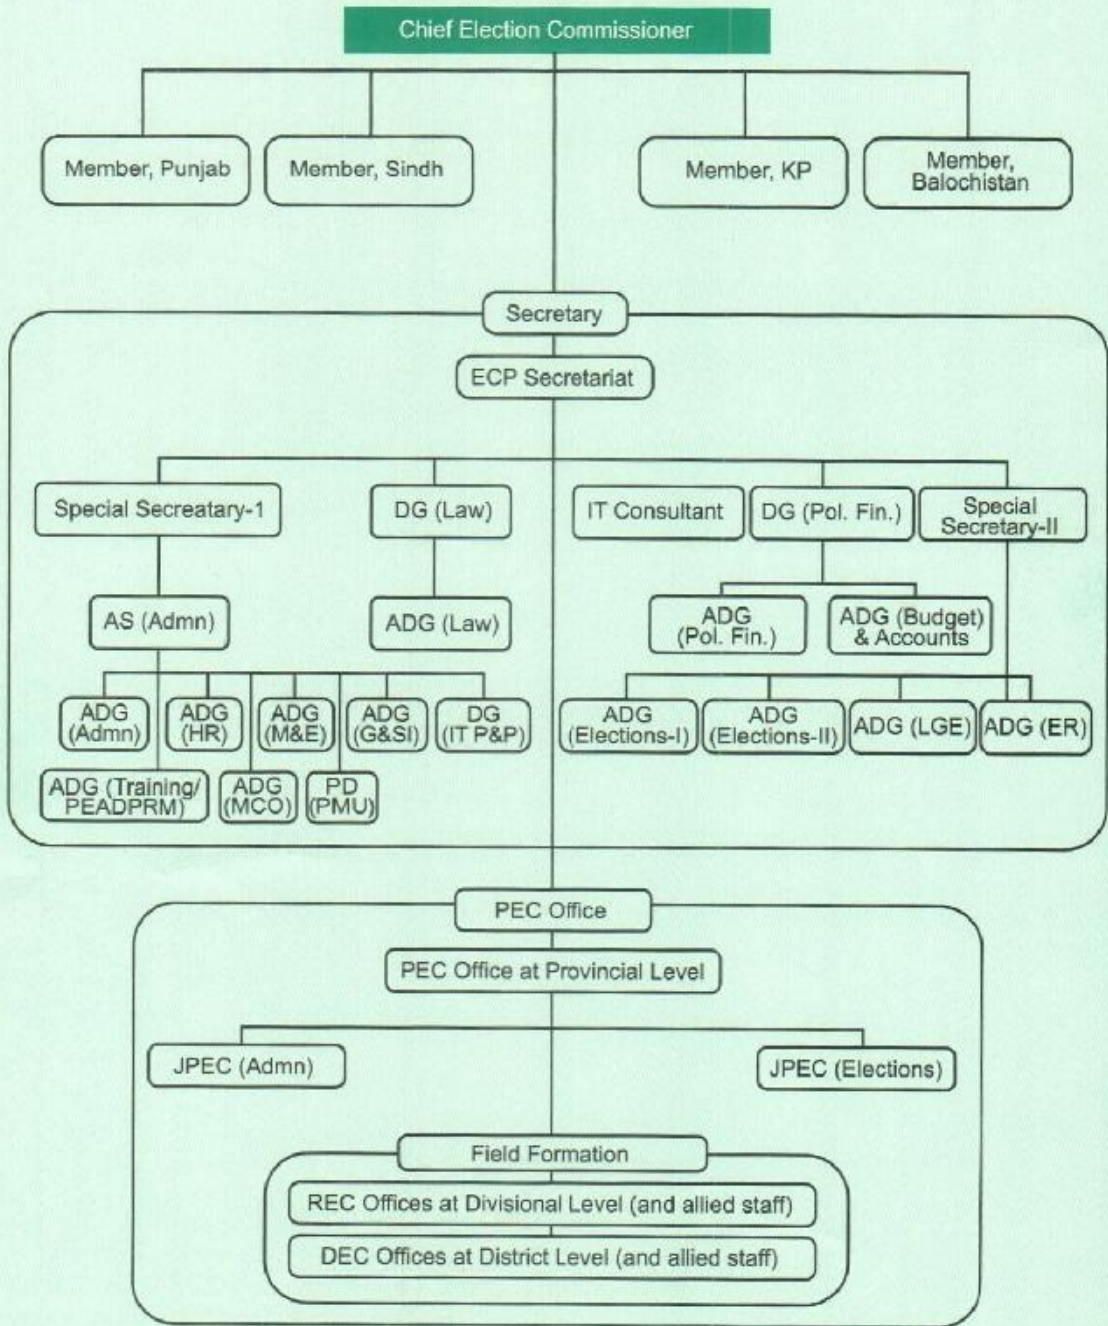 Chief Election Commissioner
Member, Punjab
Member, Sindh
Member, KP
Member,
Balochistan
Secretary
ECP Secretariat
Special Secreatary-1
DG (Law)
IT Consultant
DG (Pol. Fin.)
Special
Secretary-II
AS (Admn)
ADG (Law)
ADG
(Pol. Fin.)
ADG (Budget)
& Accounts
ADG
(Admn)
ADG
(HR)
ADG
(M&E)
ADG
(G&SI)
DG
(IT P&P)
ADG
(Elections-I)
ADG
(Elections-II)
ADG (LGE)
ADG (ER)
ADG (Training/
PEADPRM)
ADG
(MCO)
PD
(PMU)
PEC Office
PEC Office at Provincial Level
JPEC (Admn)
JPEC (Elections)
Field Formation
REC Offices at Divisional Level (and allied staff)
DEC Offices at District Level (and allied staff)